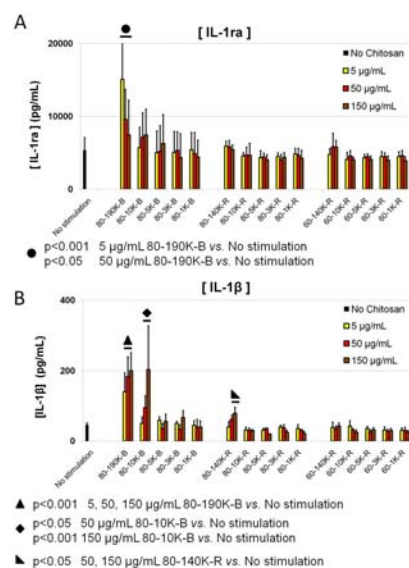 A
[ IL-1ra ]
[ IL-1ra ]
(pg/mL)
20000
10000
0
No Chitosan
5 µg/mL
50 µg/mL
150 µg/mL
No stimulation
80-190K-B
80-10K-B
80-5K-B
80-3K-B
80-1K-B
80-140K-R
80-10K-R
80-5K-R
80-3K-R
80-1K-R
60-140K-R
60-10K-R
60-5K-R
60-3K-R
60-1K-R
p<0.001 5 µg/mL 80-190K-B vs. No stimulation
p<0.05 50 µg/mL 80-190K-B vs. No stimulation
B
[ IL-1β ]
[IL-1β]
(pg/mL)
400
200
0
No Chitosan
5 µg/mL
50 µg/mL
150 µg/mL
No stimulation
80-190K-B
80-10K-B
80-5K-B
80-3K-B
80-1K-B
80-140K-R
80-10K-R
80-5K-R
80-3K-R
80-1K-R
60-140K-R
60-10K-R
60-5K-R
60-3K-R
60-1K-R
p<0.001 5, 50, 150 µg/mL 80-190K-B vs. No stimulation
p<0.05 50 µg/mL 80-10K-B vs. No stimulation
p<0.001 150 µg/mL 80-10K-B vs. No stimulation
p<0.05 50, 150 µg/mL 80-140K-R vs. No stimulation